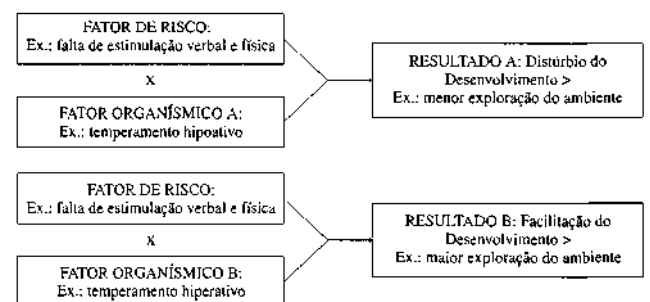 FATOR DE RISCO:
Ex.: falta de estimulação verbal e física
x
FATOR ORGANÍSMICO A:
Ex.: temperamento hipoativo
RESULTADO A: Distúrbio do
Desenvolvimento >
Ex.: menor exploração do ambiente
FATOR DE RISCO:
Ex.: falta de estimulação verbal e física
x
FATOR ORGANÍSMICO B:
Ex.: temperamento hiperativo
RESULTADO B: Facilitação do
Desenvolvimento >
Ex.: maior exploração do ambiente